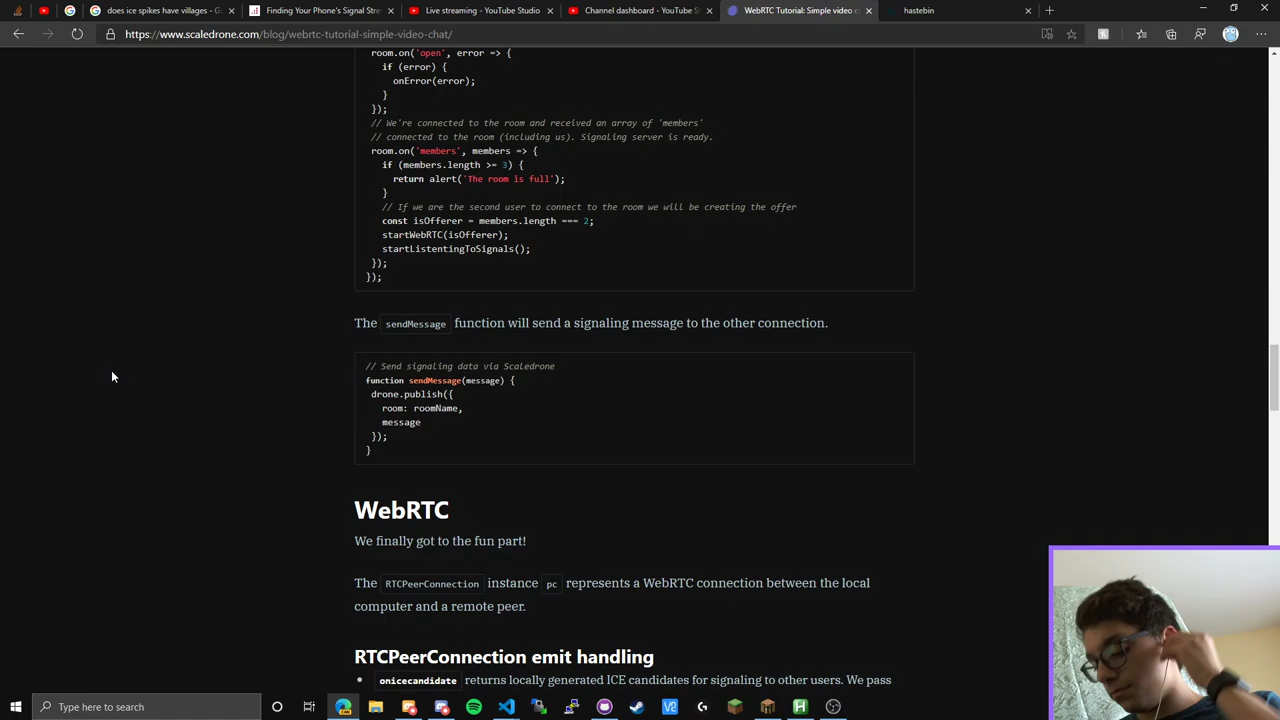 does ice spikes have villages - G
Finding Your Phone's Signal Stre
Live streaming - YouTube Studio
Channel dashboard - YouTube S
WebRTC Tutorial: Simple video c
hastebin
https://www.scaledrone.com/blog/webrtc-tutorial-simple-video-chat/
room.on('open', error => {
if (error) {
onError(error);
}
});
// We're connected to the room and received an array of 'members'
// connected to the room (including us). Signaling server is ready.
room.on('members', members => {
if (members.length >= 3) {
return alert('The room is full');
}
// If we are the second user to connect to the room we will be creating the offer
const isOfferer = members.length === 2;
startWebRTC(isOfferer);
startListentingToSignals();
});
});
The sendMessage function will send a signaling message to the other connection.
// Send signaling data via Scaledrone
function sendMessage(message) {
drone.publish({
room: roomName,
message
});
}
WebRTC
We finally got to the fun part!
The RTCPeerConnection instance pc represents a WebRTC connection between the local
computer and a remote peer.
RTCPeerConnection emit handling
• onicecandidate returns locally generated ICE candidates for signaling to other users. We pass
Type here to search